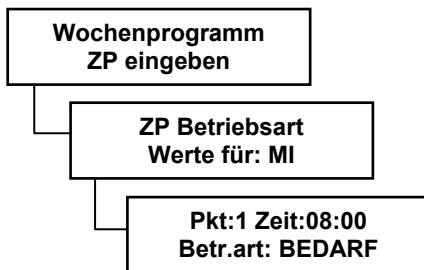 Wochenprogramm
ZP eingeben
ZP Betriebsart
Werte für: MI
Pkt:1 Zeit:08:00
Betr.art: BEDARF